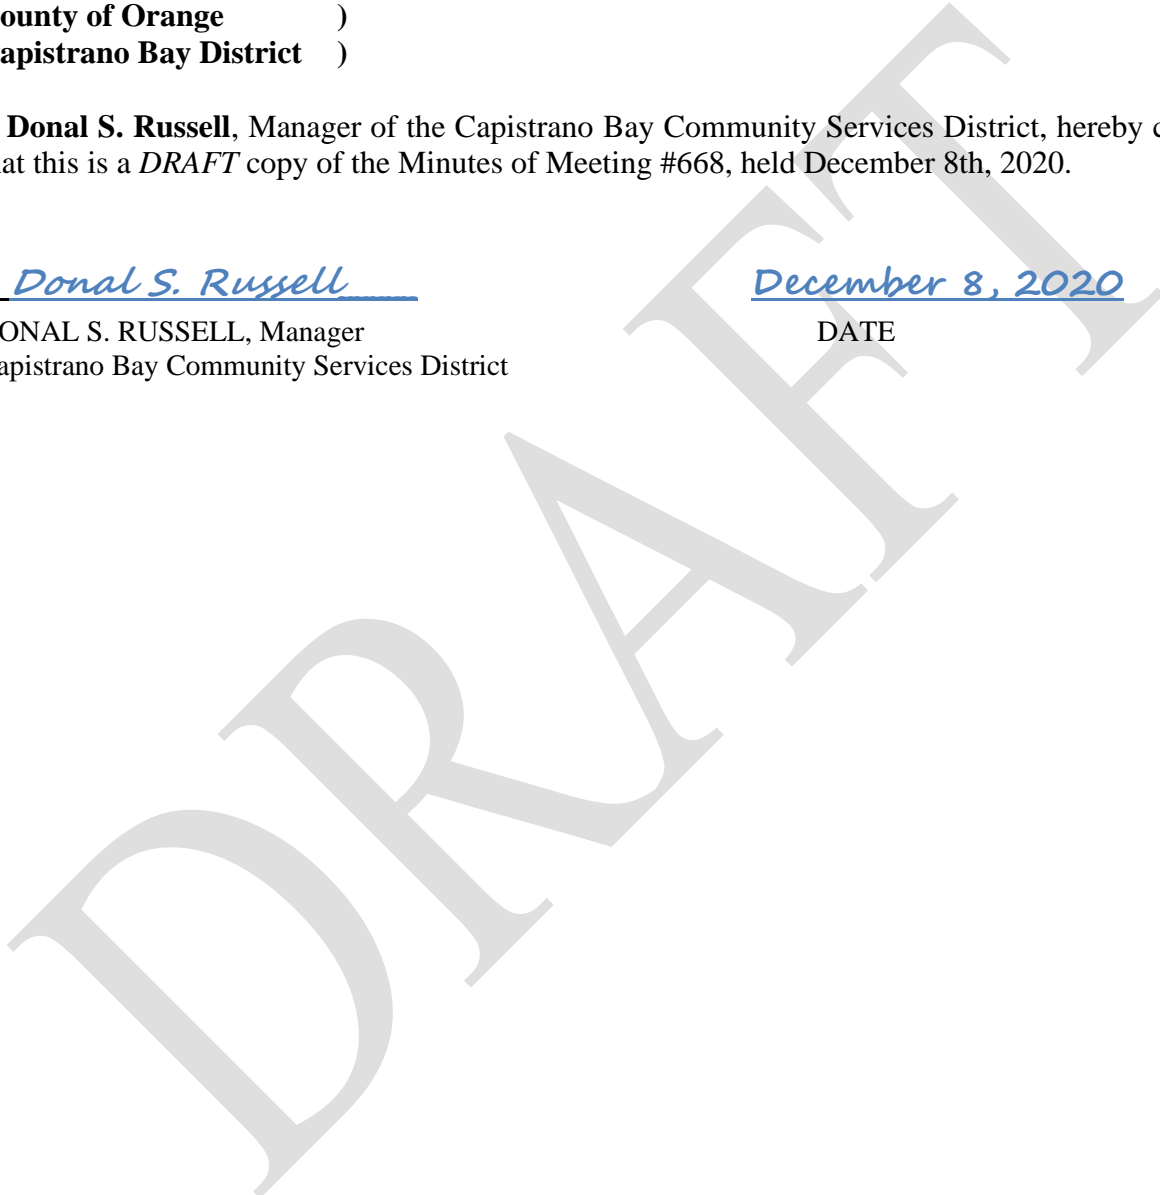 ounty of Orange )
apistrano Bay District )
Donal S. Russell, Manager of the Capistrano Bay Community Services District, hereby c
at this is a DRAFT copy of the Minutes of Meeting #668, held December 8th, 2020.
Donal S. Russell____ December 8, 2020
ONAL S. RUSSELL, Manager DATE
apistrano Bay Community Services District
DRAFT